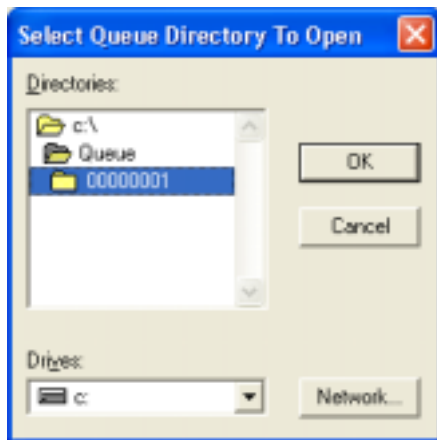 Select Queue Directory To Open
Directories:
c:\
Queue
00000001
OK
Cancel
Drives:
c:
Network...